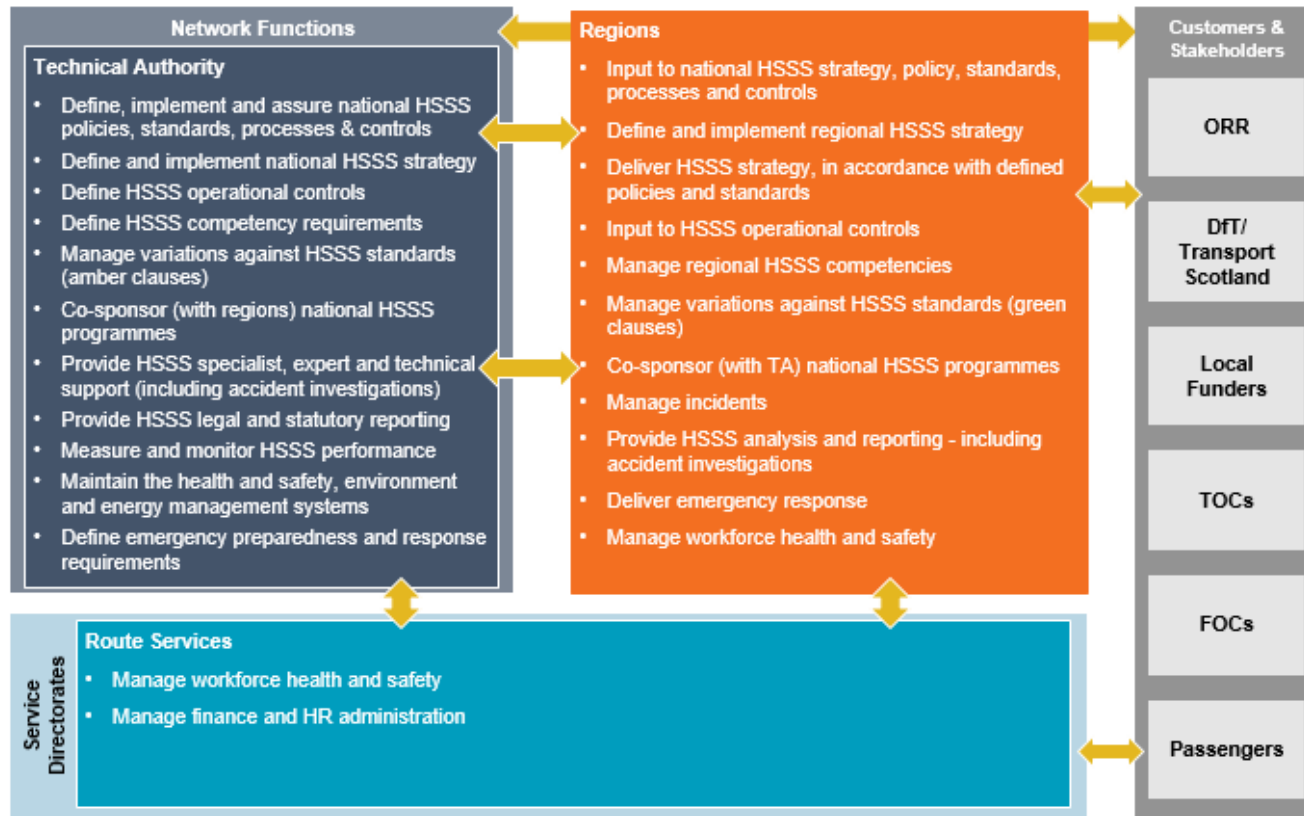 Network Functions
Technical Authority
• Define, implement and assure national HSSS
policies, standards, processes & controls
• Define and implement national HSSS strategy
• Define HSSS operational controls
• Define HSSS competency requirements
• Manage variations against HSSS standards
(amber clauses)
• Co-sponsor (with regions) national HSSS
programmes
• Provide HSSS specialist, expert and technical
support (including accident investigations)
• Provide HSSS legal and statutory reporting
• Measure and monitor HSSS performance
• Maintain the health and safety, environment
and energy management systems
• Define emergency preparedness and response
requirements
Regions
• Input to national HSSS strategy, policy, standards,
processes and controls
• Define and implement regional HSSS strategy
• Deliver HSSS strategy, in accordance with defined
policies and standards
• Input to HSSS operational controls
• Manage regional HSSS competencies
• Manage variations against HSSS standards (green
clauses)
• Co-sponsor (with TA) national HSSS programmes
• Manage incidents
• Provide HSSS analysis and reporting - including
accident investigations
• Deliver emergency response
• Manage workforce health and safety
Customers &
Stakeholders
ORR
DfT/
Transport
Scotland
Local
Funders
TOCs
FOCs
Passengers
Service
Directorates
Route Services
• Manage workforce health and safety
• Manage finance and HR administration